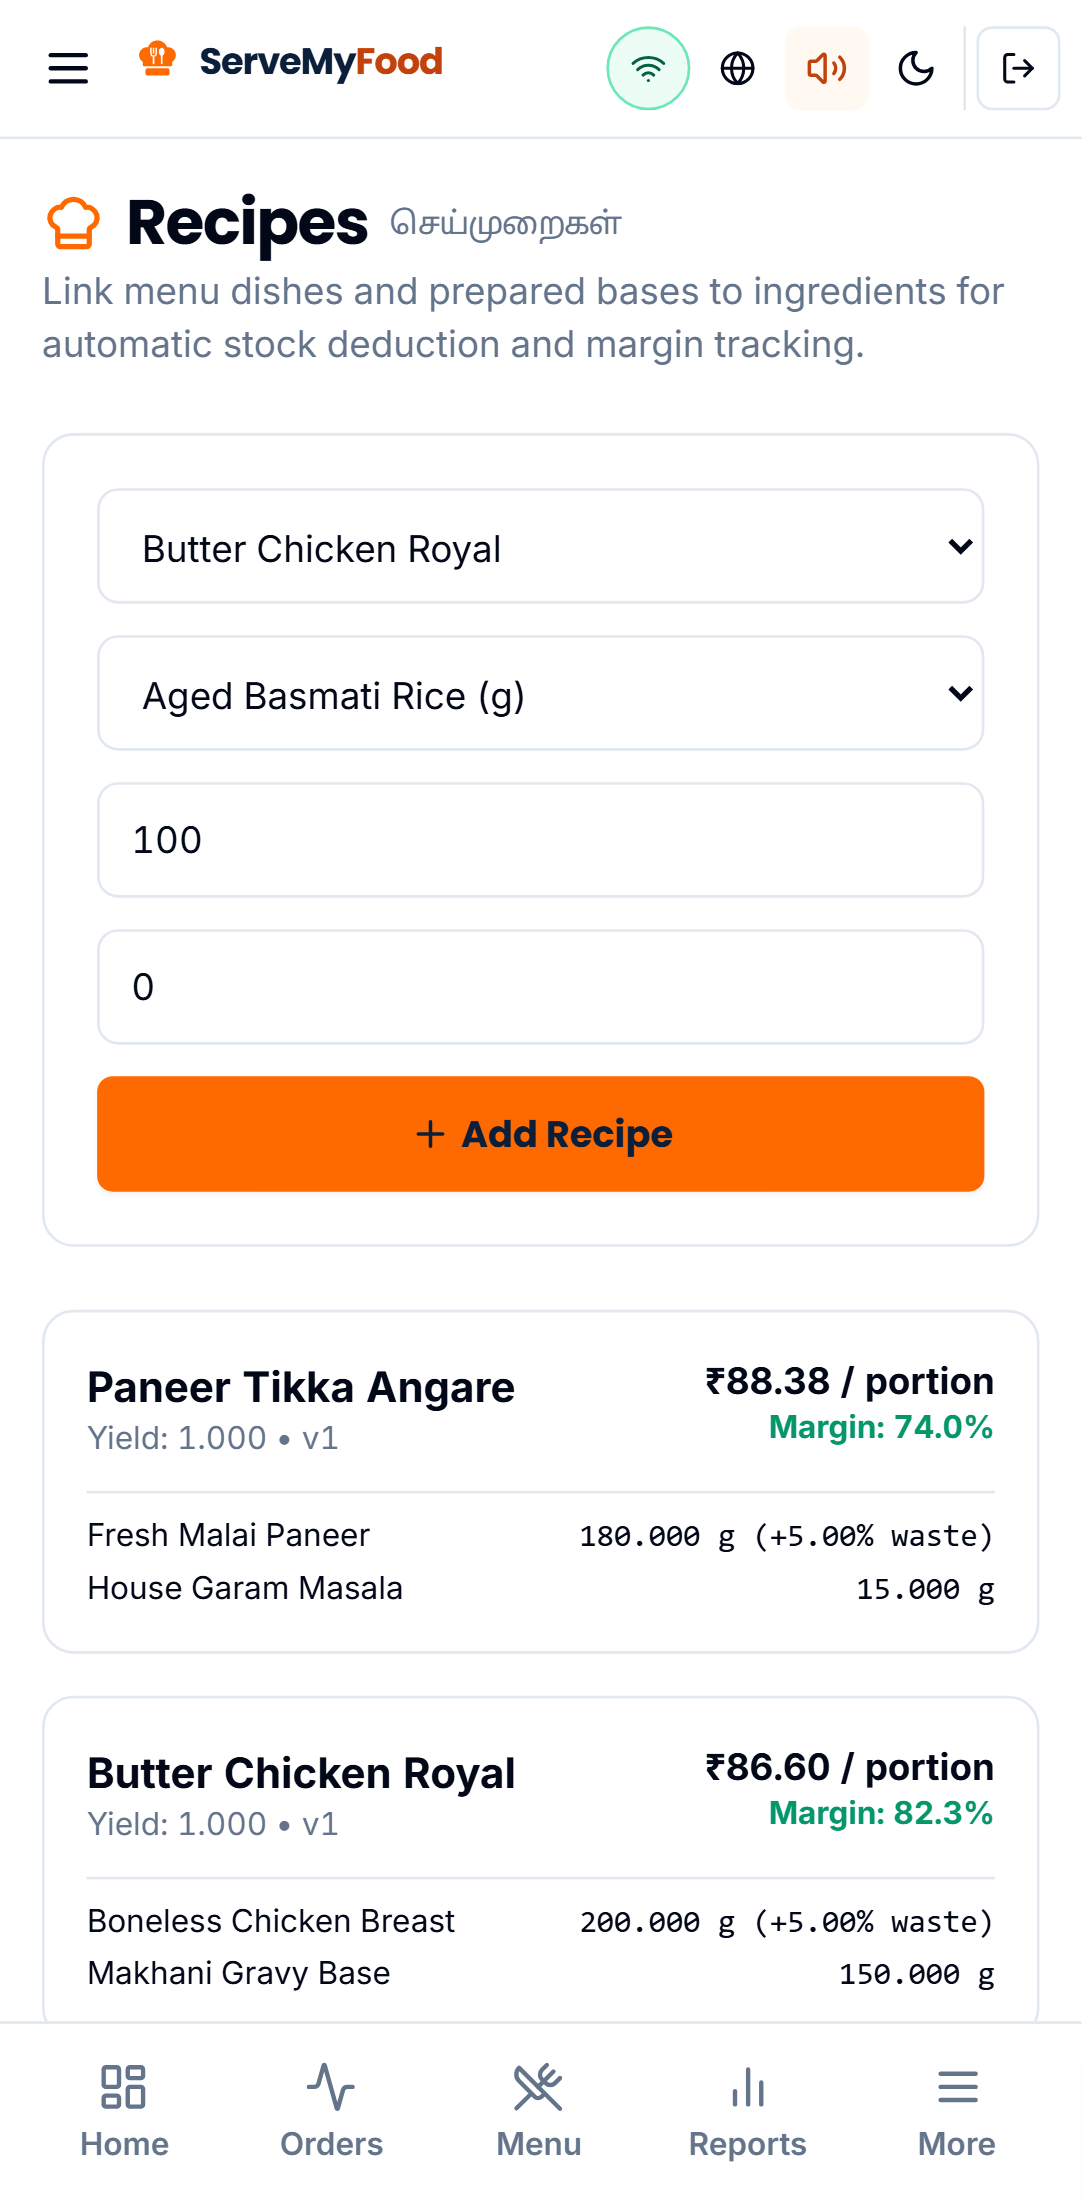 ServeMyFood
Recipes செய்முறைகள்
Link menu dishes and prepared bases to ingredients for
automatic stock deduction and margin tracking.
Butter Chicken Royal
Aged Basmati Rice (g)
100
0
+ Add Recipe
Paneer Tikka Angare ₹88.38 / portion
Yield: 1.000 • v1 Margin: 74.0%
Fresh Malai Paneer 180.000 g (+5.00% waste)
House Garam Masala 15.000 g
Butter Chicken Royal ₹86.60 / portion
Yield: 1.000 • v1 Margin: 82.3%
Boneless Chicken Breast 200.000 g (+5.00% waste)
Makhani Gravy Base 150.000 g
Home Orders Menu Reports More